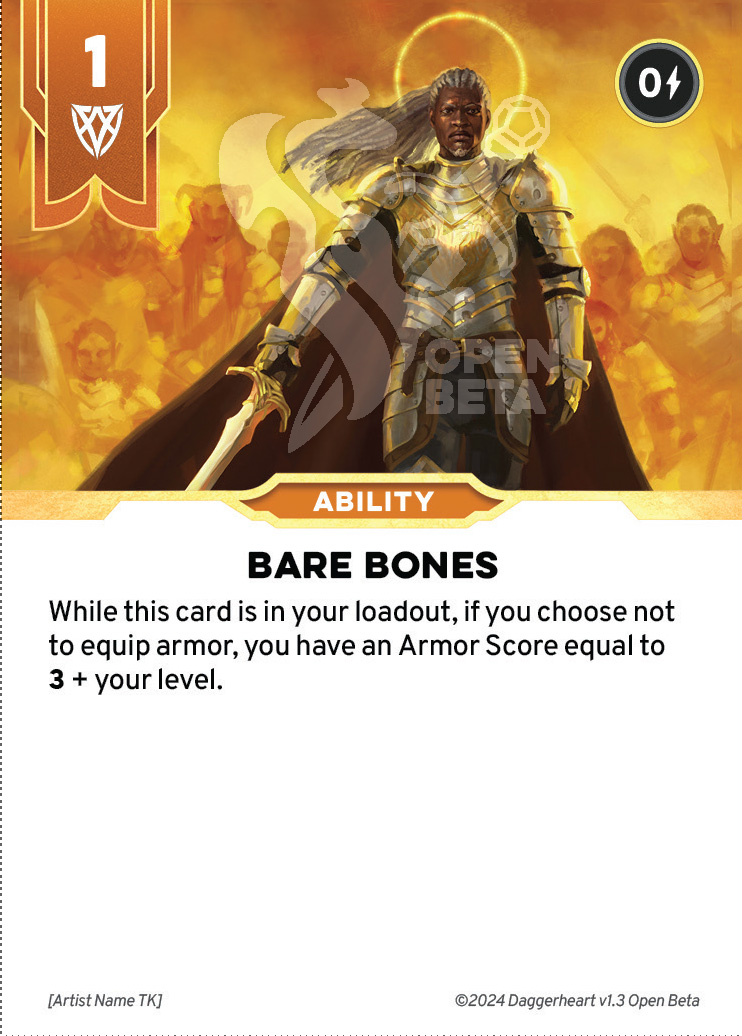 1
0
OPEN
BETA
ABILITY
BARE BONES
While this card is in your loadout, if you choose not
to equip armor, you have an Armor Score equal to
3 + your level.
[Artist Name TK]
©2024 Daggerheart v1.3 Open Beta